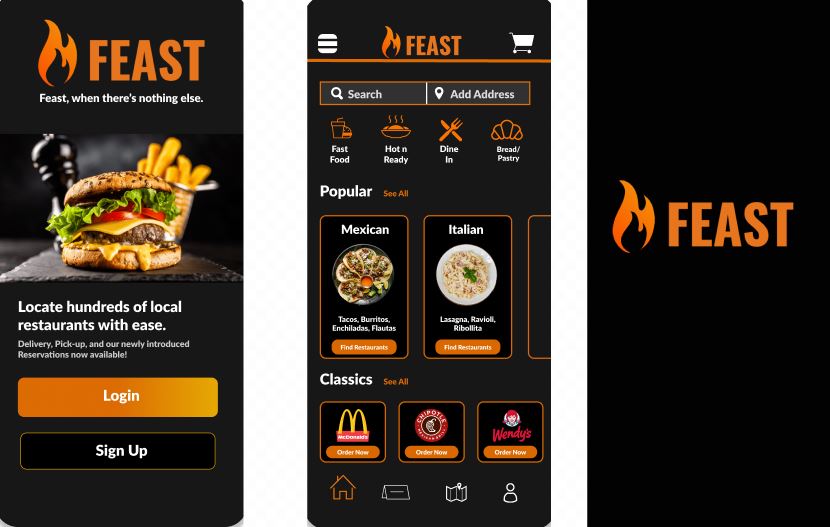 FEAST
Feast, when there's nothing else.
Locate hundreds of local
restaurants with ease.
Delivery, Pick-up, and our newly introduced
Reservations now available!
Login
Sign Up
FEAST
Search
Add Address
Fast
Food
Hot n
Ready
Dine
In
Bread/
Pastry
Popular See All
Mexican
Tacos, Burritos,
Enchiladas, Flautas
Find Restaurants
Italian
Lasagna, Ravioli,
Ribollita
Find Restaurants
Classics See All
McDonald's
Order Now
CHIPOTLE
MEXICAN GRILL
Order Now
Wendy's
Order Now
FEAST